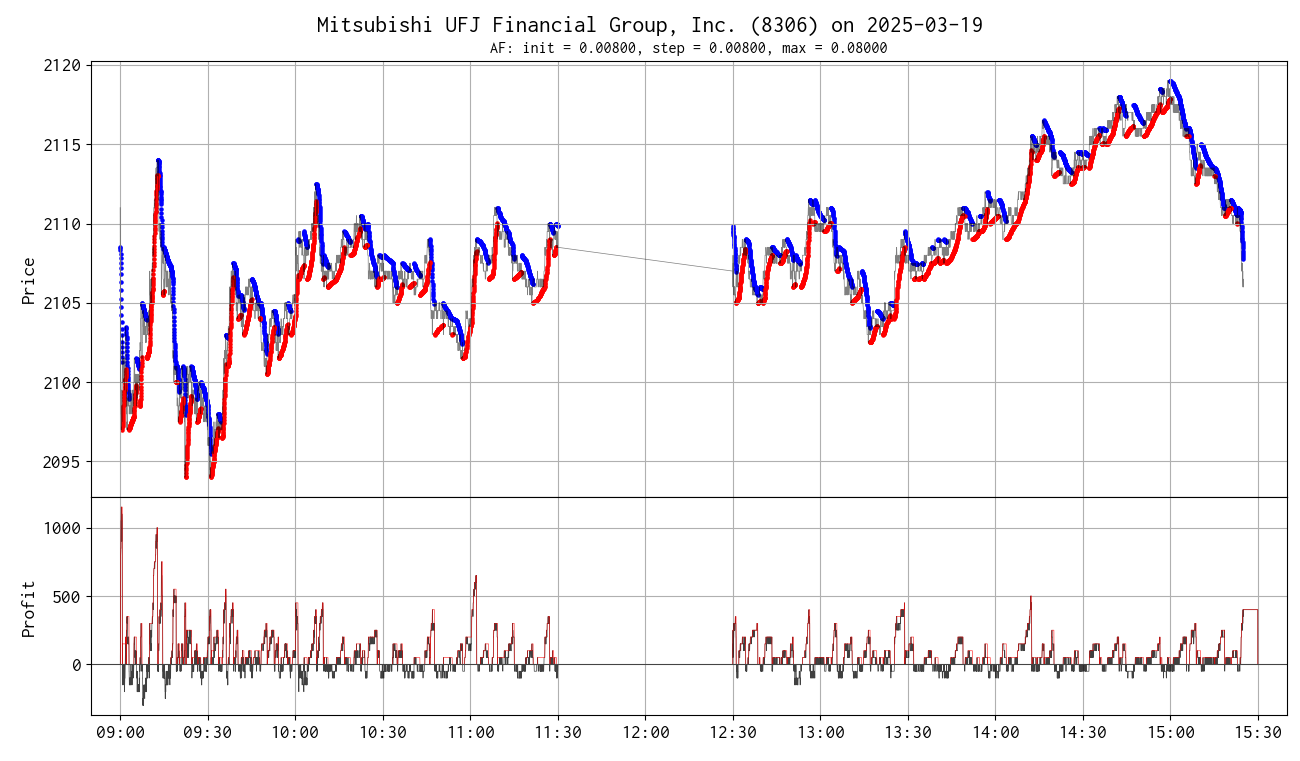 Mitsubishi UFJ Financial Group, Inc. (8306) on 2025-03-19
AF: init = 0.00800, step = 0.00800, max = 0.08000
Price
2120
2115
2110
2105
2100
2095
Profit
1000
500
0
09:00 09:30 10:00 10:30 11:00 11:30 12:00 12:30 13:00 13:30 14:00 14:30 15:00 15:30